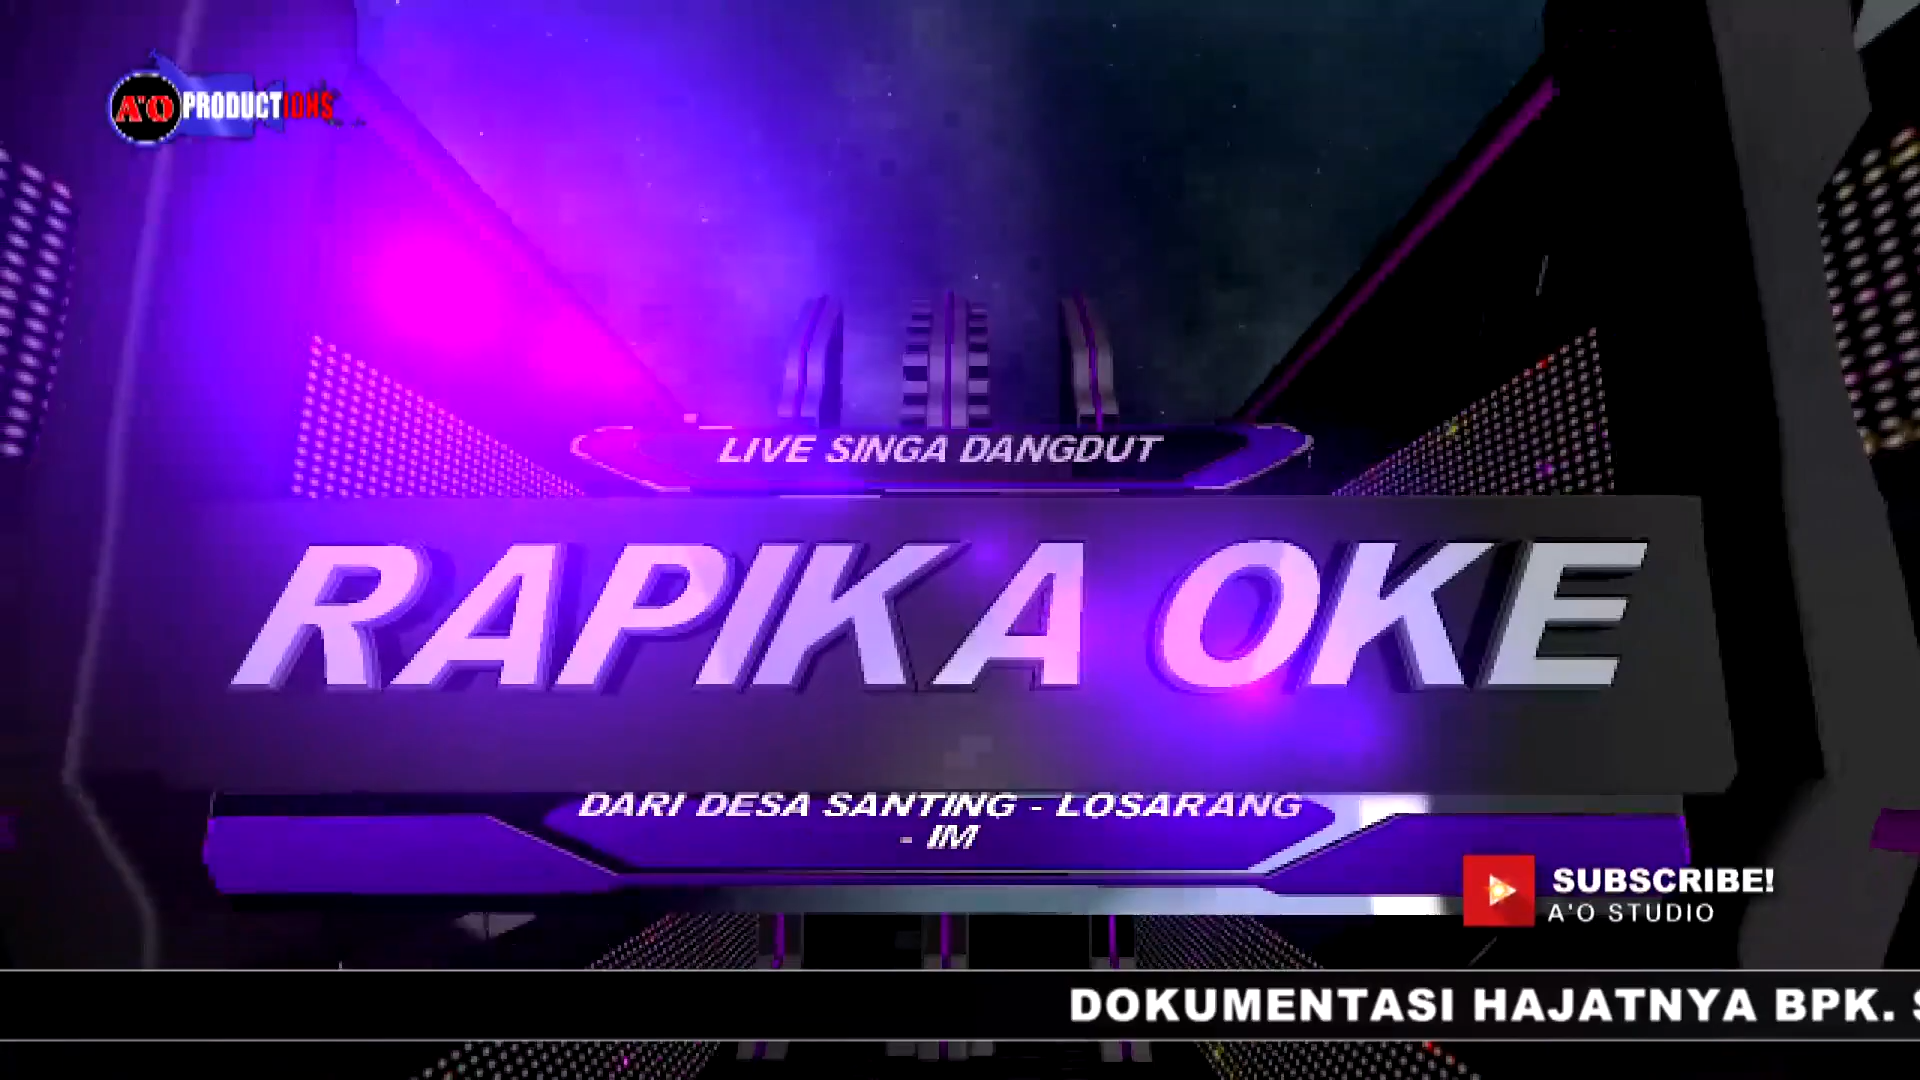 A'O PRODUCTIONS
LIVE SINGA DANGDUT
RAPIKA OKE
DARI DESA SANTING - LOSARANG
- IM
SUBSCRIBE!
A'O STUDIO
DOKUMENTASI HAJATNYA BPK.